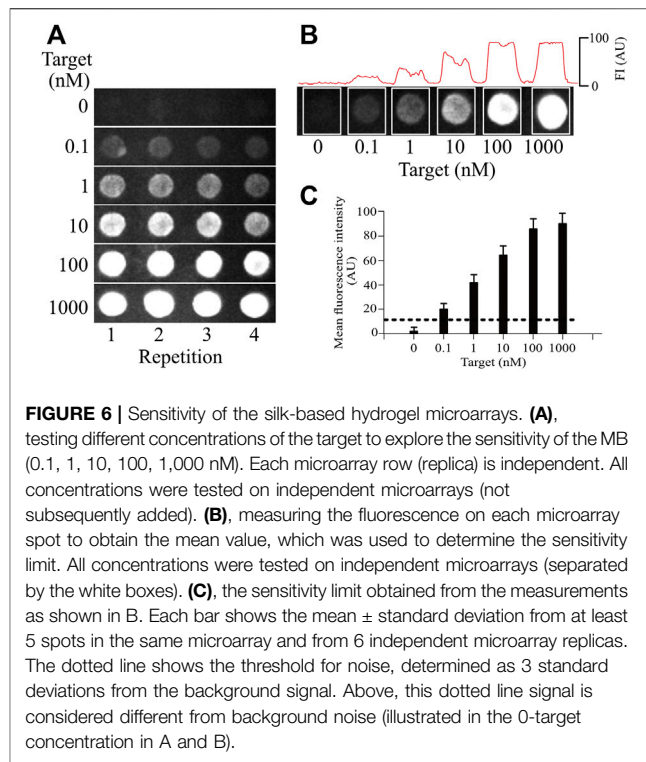 A
Target
(nM)
0
0.1
1
10
100
1000
1 2 3 4
Repetition
B
100
0
FI (AU)
0 0.1 1 10 100 1000
Target (nM)
C
Mean fluorescence intensity
(AU)
100
80
60
40
20
0
0 0.1 1 10 100 1000
Target (nM)
FIGURE 6 | Sensitivity of the silk-based hydrogel microarrays. (A),
testing different concentrations of the target to explore the sensitivity of the MB
(0.1, 1, 10, 100, 1,000 nM). Each microarray row (replica) is independent. All
concentrations were tested on independent microarrays (not
subsequently added). (B), measuring the fluorescence on each microarray
spot to obtain the mean value, which was used to determine the sensitivity
limit. All concentrations were tested on independent microarrays (separated
by the white boxes). (C), the sensitivity limit obtained from the measurements
as shown in B. Each bar shows the mean ± standard deviation from at least
5 spots in the same microarray and from 6 independent microarray replicas.
The dotted line shows the threshold for noise, determined as 3 standard
deviations from the background signal. Above, this dotted line signal is
considered different from background noise (illustrated in the 0-target
concentration in A and B).